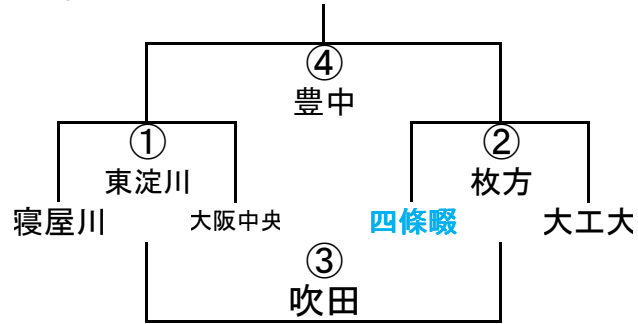 ④
豊中
① ②
東淀川 枚方
寝屋川 大阪中央 四條畷 大工大
③
吹田